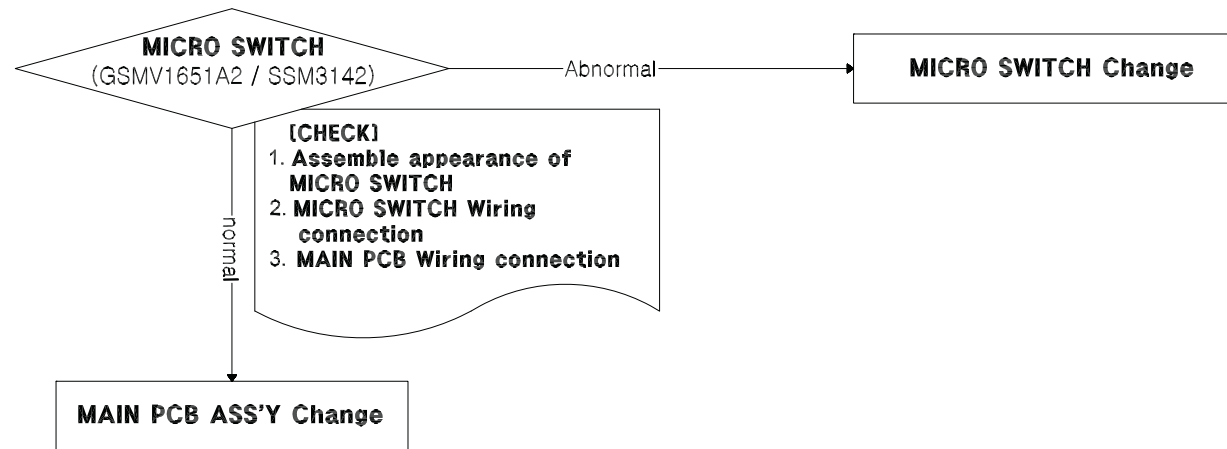 MICRO SWITCH
(GSMV1651A2 / SSM3142)
Abnormal
MICRO SWITCH Change
[CHECK]
1. Assemble appearance of
MICRO SWITCH
2. MICRO SWITCH Wiring
connection
3. MAIN PCB Wiring connection
normal
MAIN PCB ASS'Y Change